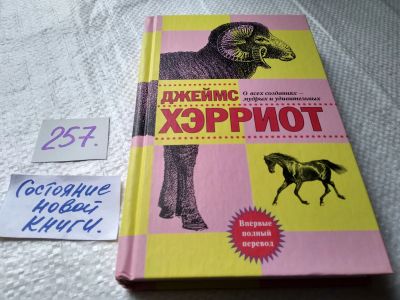 ДЖЕЙМС
О всех созданиях –
мудрых и удивительных
ХЭРРИОТ
Впервые
полный
перевод
257.
Состояние
новой
книги.